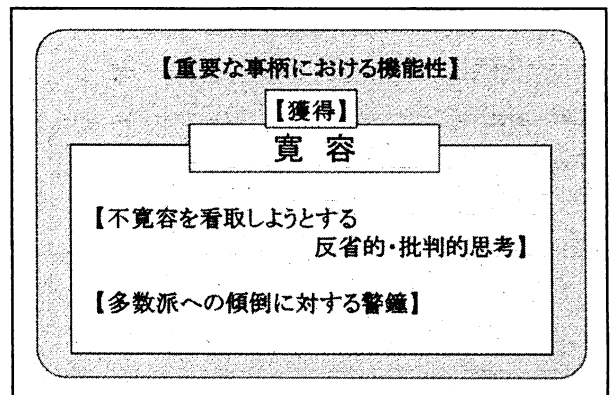 【重要な事柄における機能性】
【獲得】
寛 容
【不寛容を看取しようとする
反省的・批判的思考】
【多数派への傾倒に対する警鐘】